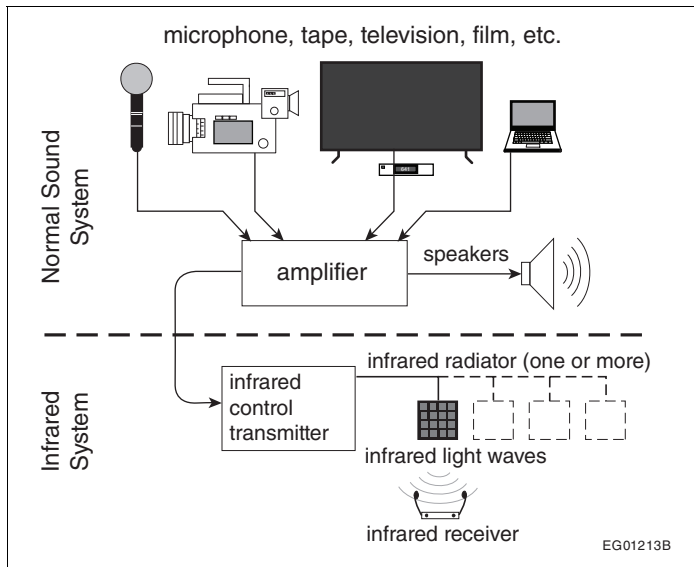 microphone, tape, television, film, etc.
Normal Sound
System
amplifier
speakers
Infrared
System
infrared
control
transmitter
infrared radiator (one or more)
infrared light waves
infrared receiver
EG01213B